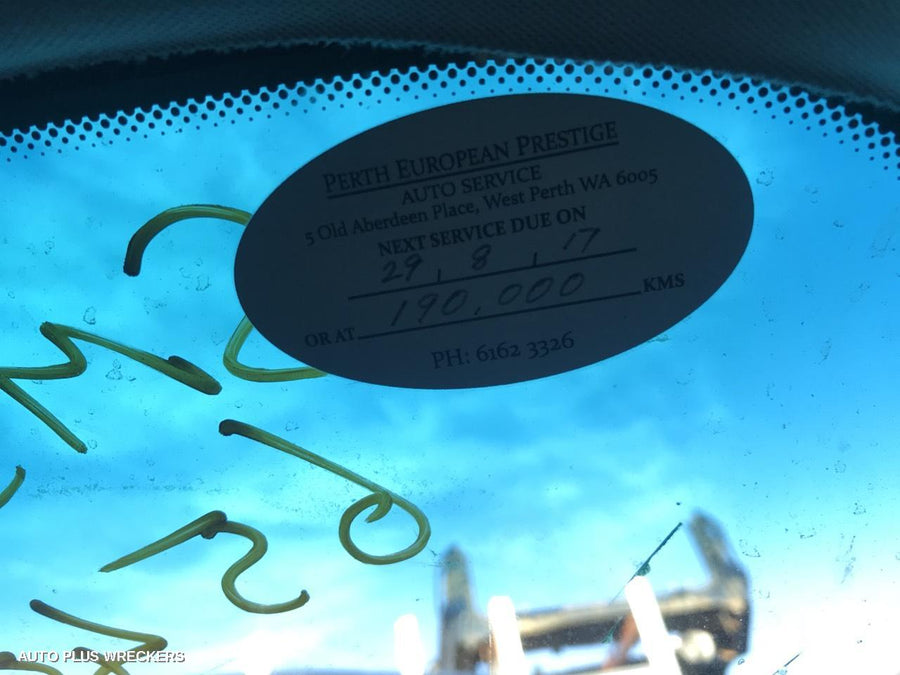 PERTH EUROPEAN PRESTIGE
AUTO SERVICE
5 Old Aberdeen Place, West Perth WA 6005
NEXT SERVICE DUE ON
29, 8, 17
OR AT 190,000 KMS
PH: 6162 3326
AUTO PLUS WRECKERS